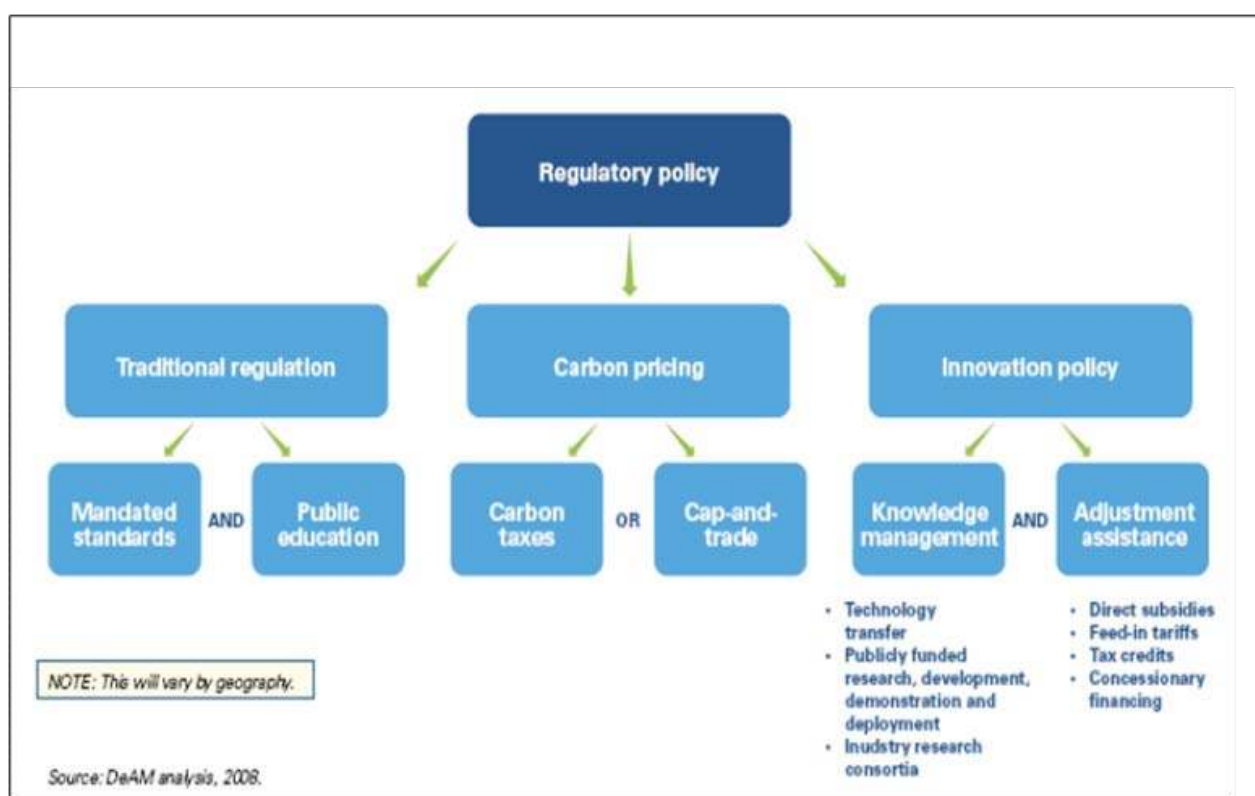 Regulatory policy
Traditional regulation
Carbon pricing
Innovation policy
Mandated
standards
AND
Public
education
Carbon
taxes
OR
Cap-and-
trade
Knowledge
management
AND
Adjustment
assistance
• Technology
transfer
• Publicly funded
research, development,
demonstration and
deployment
• Inudstry research
consortia
• Direct subsidies
• Feed-in tariffs
• Tax credits
• Concessionary
financing
NOTE: This will vary by geography.
Source: DeAM analysis, 2008.